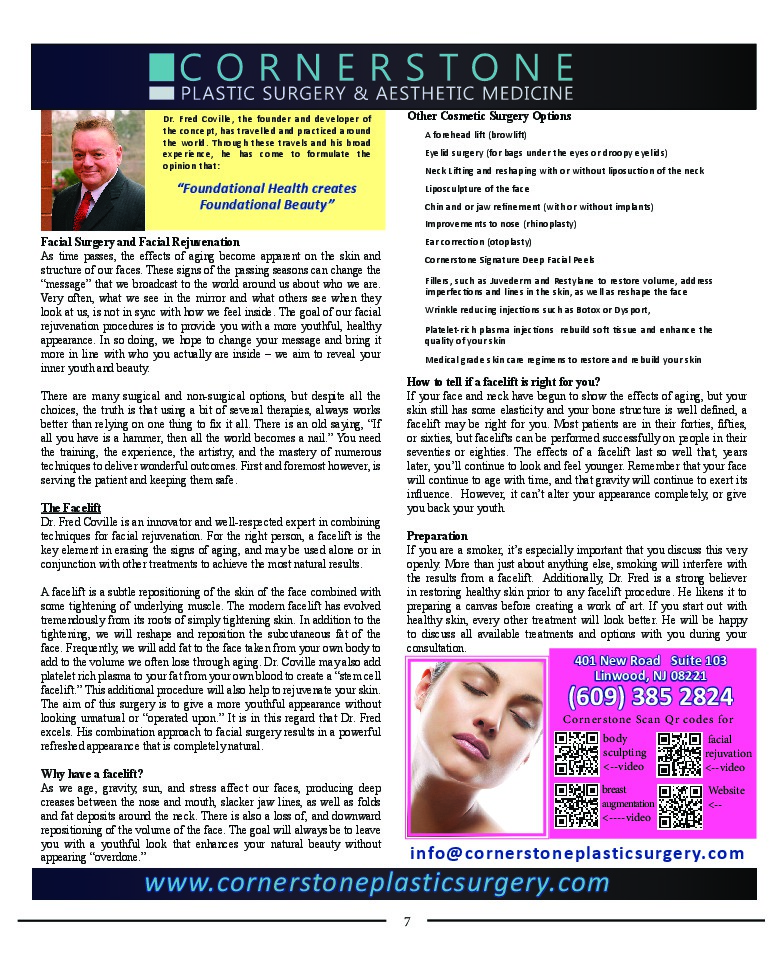 CORNERSTONE
PLASTIC SURGERY & AESTHETIC MEDICINE
Dr. Fred Coville, the founder and developer of
the concept, has travelled and practiced around
the world. Through these travels and his broad
experience, he has come to formulate the
opinion that:
“Foundational Health creates
Foundational Beauty”
Facial Surgery and Facial Rejuvenation
As time passes, the effects of aging become apparent on the skin and
structure of our faces. These signs of the passing seasons can change the
“message” that we broadcast to the world around us about who we are.
Very often, what we see in the mirror and what others see when they
look at us, is not in sync with how we feel inside. The goal of our facial
rejuvenation procedures is to provide you with a more youthful, healthy
appearance. In so doing, we hope to change your message and bring it
more in line with who you actually are inside – we aim to reveal your
inner youth and beauty.
There are many surgical and non-surgical options, but despite all the
choices, the truth is that using a bit of several therapies, always works
better than relying on one thing to fix it all. There is an old saying, “If
all you have is a hammer, then all the world becomes a nail.” You need
the training, the experience, the artistry, and the mastery of numerous
techniques to deliver wonderful outcomes. First and foremost however, is
serving the patient and keeping them safe.
The Facelift
Dr. Fred Coville is an innovator and well-respected expert in combining
techniques for facial rejuvenation. For the right person, a facelift is the
key element in erasing the signs of aging, and may be used alone or in
conjunction with other treatments to achieve the most natural results.
A facelift is a subtle repositioning of the skin of the face combined with
some tightening of underlying muscle. The modern facelift has evolved
tremendously from its roots of simply tightening skin. In addition to the
tightening, we will reshape and reposition the subcutaneous fat of the
face. Frequently, we will add fat to the face taken from your own body to
add to the volume we often lose through aging. Dr. Coville may also add
platelet rich plasma to your fat from your own blood to create a “stem cell
facelift.” This additional procedure will also help to rejuvenate your skin.
The aim of this surgery is to give a more youthful appearance without
looking unnatural or “operated upon.” It is in this regard that Dr. Fred
excels. His combination approach to facial surgery results in a powerful
refreshed appearance that is completely natural.
Why have a facelift?
As we age, gravity, sun, and stress affect our faces, producing deep
creases between the nose and mouth, slacker jaw lines, as well as folds
and fat deposits around the neck. There is also a loss of, and downward
repositioning of the volume of the face. The goal will always be to leave
you with a youthful look that enhances your natural beauty without
appearing “overdone.”
Other Cosmetic Surgery Options
A forehead lift (browlift)
Eyelid surgery (for bags under the eyes or droopy eyelids)
Neck Lifting and reshaping with or without liposuction of the neck
Liposculpture of the face
Chin and or jaw refinement (with or without implants)
Improvements to nose (rhinoplasty)
Ear correction (otoplasty)
Cornerstone Signature Deep Facial Peels
Fillers, such as Juvederm and Restylane to restore volume, address
imperfections and lines in the skin, as well as reshape the face
Wrinkle reducing injections such as Botox or Dysport,
Platelet-rich plasma injections rebuild soft tissue and enhance the
quality of your skin
Medical grade skin care regimens to restore and rebuild your skin
How to tell if a facelift is right for you?
If your face and neck have begun to show the effects of aging, but your
skin still has some elasticity and your bone structure is well defined, a
facelift may be right for you. Most patients are in their forties, fifties,
or sixties, but facelifts can be performed successfully on people in their
seventies or eighties. The effects of a facelift last so well that, years
later, you’ll continue to look and feel younger. Remember that your face
will continue to age with time, and that gravity will continue to exert its
influence. However, it can’t alter your appearance completely, or give
you back your youth.
Preparation
If you are a smoker, it’s especially important that you discuss this very
openly. More than just about anything else, smoking will interfere with
the results from a facelift. Additionally, Dr. Fred is a strong believer
in restoring healthy skin prior to any facelift procedure. He likens it to
preparing a canvas before creating a work of art. If you start out with
healthy skin, every other treatment will look better. He will be happy
to discuss all available treatments and options with you during your
consultation.
401 New Road Suite 103
Linwood, NJ 08221
(609) 385 2824
Cornerstone Scan Qr codes for
body
sculpting
<--video
facial
rejuvation
<--video
breast
augmentation
<----video
Website
<--
info@cornerstoneplasticsurgery.com
www.cornerstoneplasticsurgery.com
7